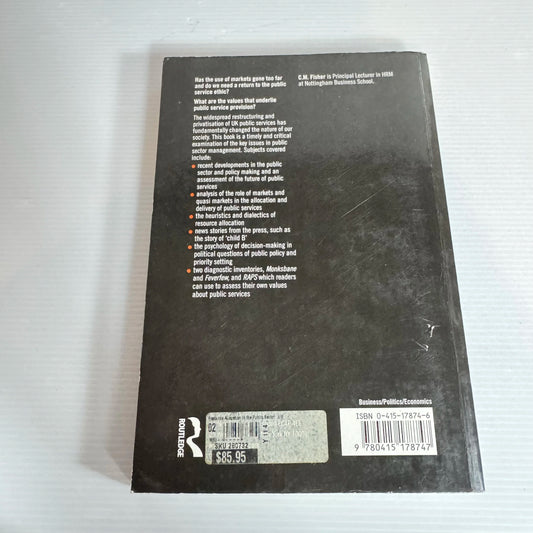 Has the use of markets gone too far
and do we need a return to the public
service ethic?
What are the values that underlie
public service provision?
The widespread restructuring and
privatisation of UK public services has
fundamentally changed the nature of our
society. This book is a timely and critical
examination of the key issues in public
sector management. Subjects covered
include:
• recent developments in the public
sector and policy making and an
assessment of the future of public
services
• analysis of the role of markets and
quasi markets in the allocation and
delivery of public services
• the heuristics and dialectics of
resource allocation
• news stories from the press, such as
the story of 'child B'
• the psychology of decision-making in
political questions of public policy and
priority setting
• two diagnostic inventories, Monksbane
and Feverfew, and RAPS which readers
can use to assess their own values
about public services
C.M. Fisher is Principal Lecturer in HRM
at Nottingham Business School.
Business/Politics/Economics
ISBN 0-415-17874-6
9 780415 178747
ROUTLEDGE
Resource Allocation in the Public Sector
02
SKU 280732
$85.95